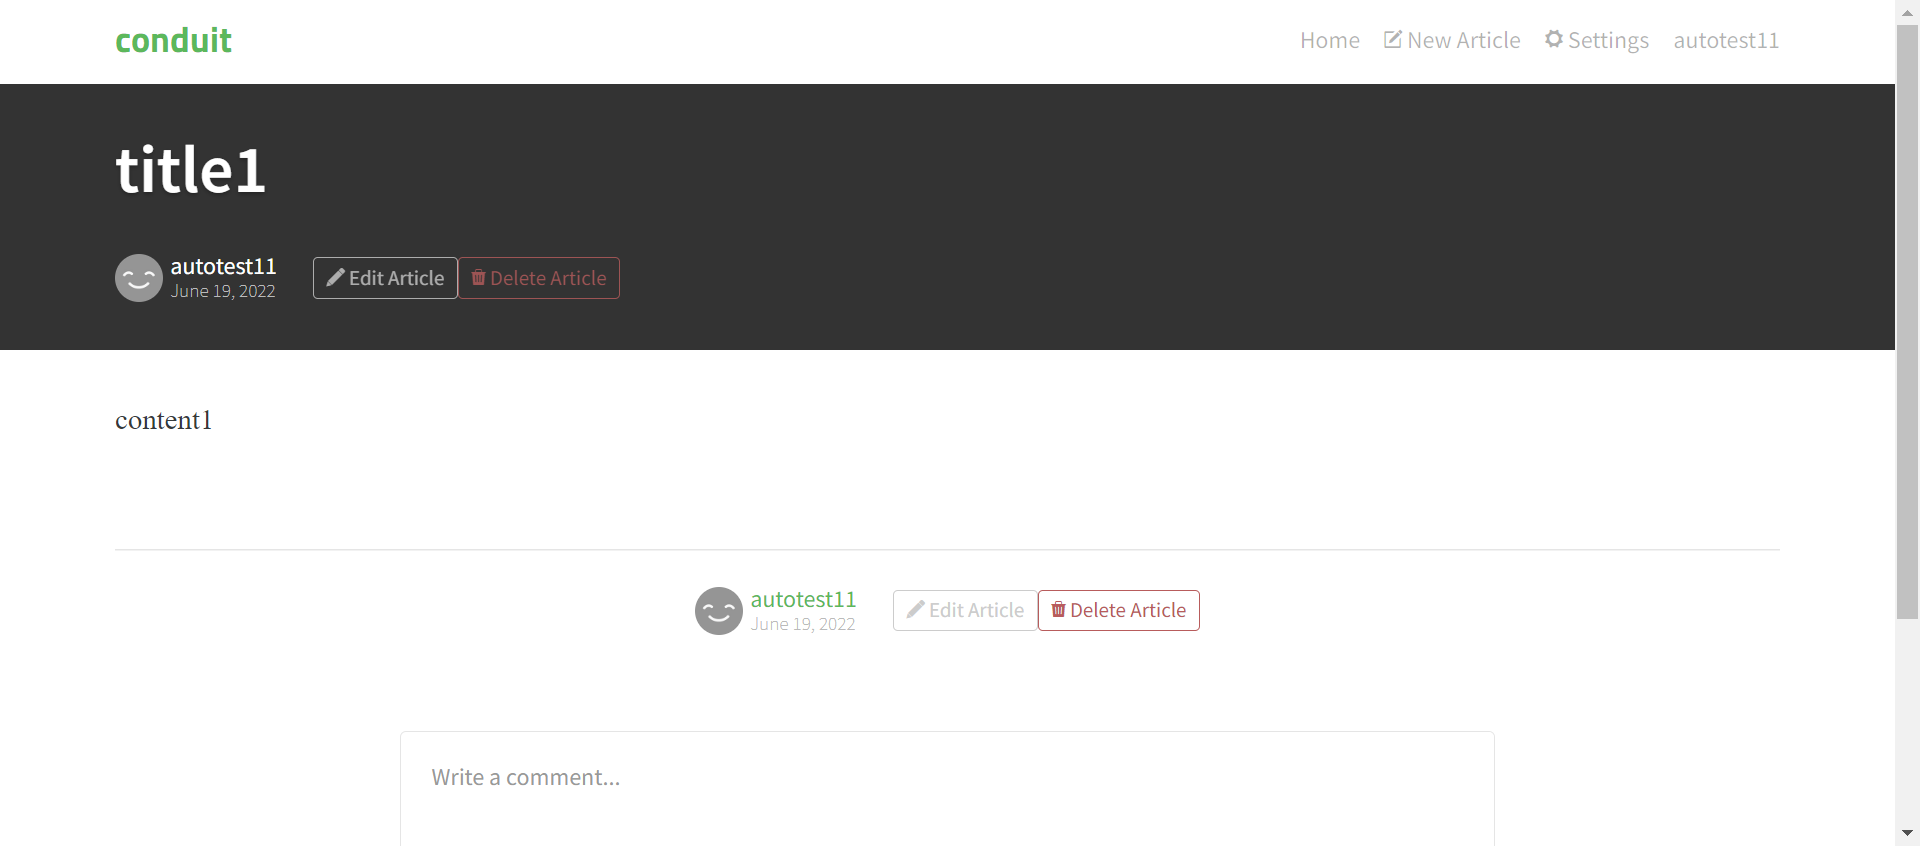 conduit
Home New Article Settings autotest11
title1
autotest11
June 19, 2022
Edit Article Delete Article
content1
autotest11
June 19, 2022
Edit Article Delete Article
Write a comment...